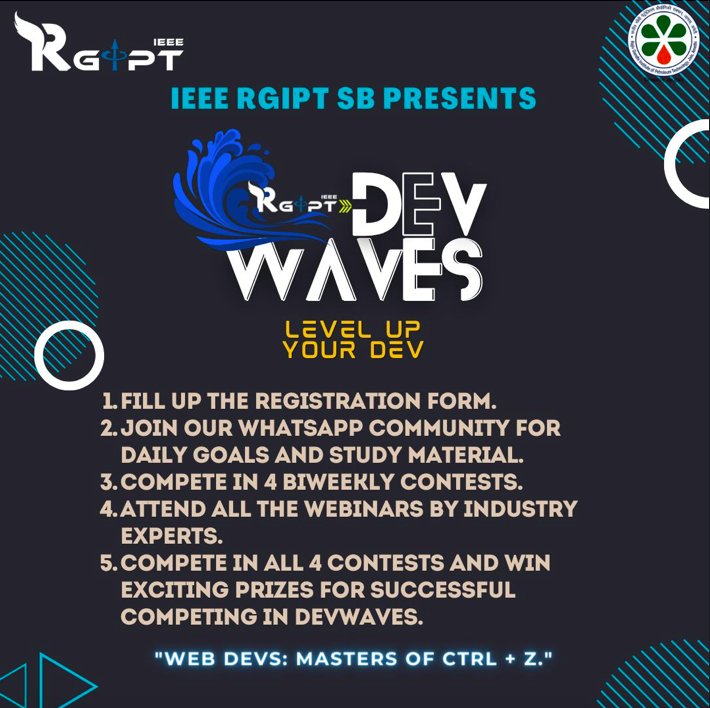 RGIPT IEEE
IEEE RGIPT SB PRESENTS
RGIPT IEEE
DEV
WAVES
LEVEL UP
YOUR DEV
1. FILL UP THE REGISTRATION FORM.
2. JOIN OUR WHATSAPP COMMUNITY FOR
DAILY GOALS AND STUDY MATERIAL.
3. COMPETE IN 4 BIWEEKLY CONTESTS.
4. ATTEND ALL THE WEBINARS BY INDUSTRY
EXPERTS.
5. COMPETE IN ALL 4 CONTESTS AND WIN
EXCITING PRIZES FOR SUCCESSFUL
COMPETING IN DEVWAVES.
"WEB DEVS: MASTERS OF CTRL + Z."